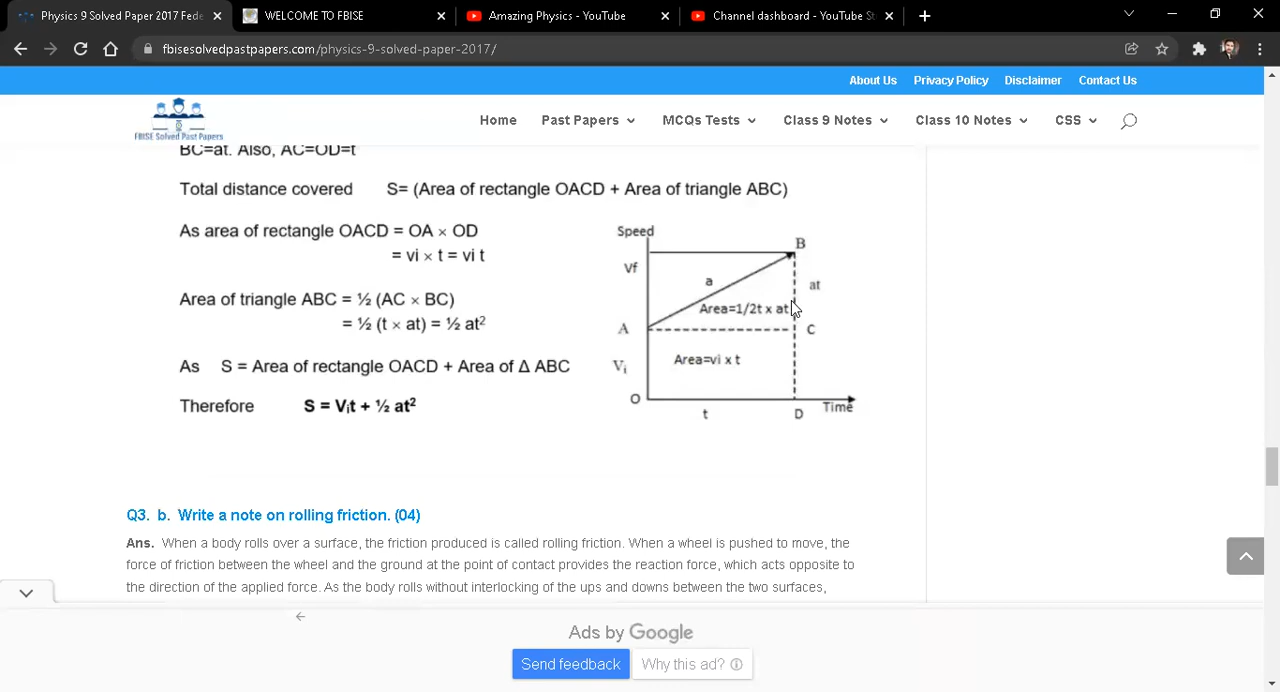 Physics 9 Solved Paper 2017 Fede
WELCOME TO FBISE
Amazing Physics - YouTube
Channel dashboard - YouTube St
fbisesolvedpastpapers.com/physics-9-solved-paper-2017/
About Us Privacy Policy Disclaimer Contact Us
FBISE Solved Past Papers
Home Past Papers MCQs Tests Class 9 Notes Class 10 Notes CSS
BC=at. Also, AC=OD=t
Total distance covered S= (Area of rectangle OACD + Area of triangle ABC)
As area of rectangle OACD = OA × OD
= vi × t = vi t
Area of triangle ABC = ½ (AC × BC)
= ½ (t × at) = ½ at²
As S = Area of rectangle OACD + Area of Δ ABC
Therefore S = Vᵢt + ½ at²
Speed
B
Vf
a
at
Area=1/2t x at
A
C
Vᵢ
Area=vi x t
O
Time
t
D
Q3. b. Write a note on rolling friction. (04)
Ans. When a body rolls over a surface, the friction produced is called rolling friction. When a wheel is pushed to move, the
force of friction between the wheel and the ground at the point of contact provides the reaction force, which acts opposite to
the direction of the applied force. As the body rolls without interlocking of the ups and downs between the two surfaces,
Ads by Google
Send feedback Why this ad?